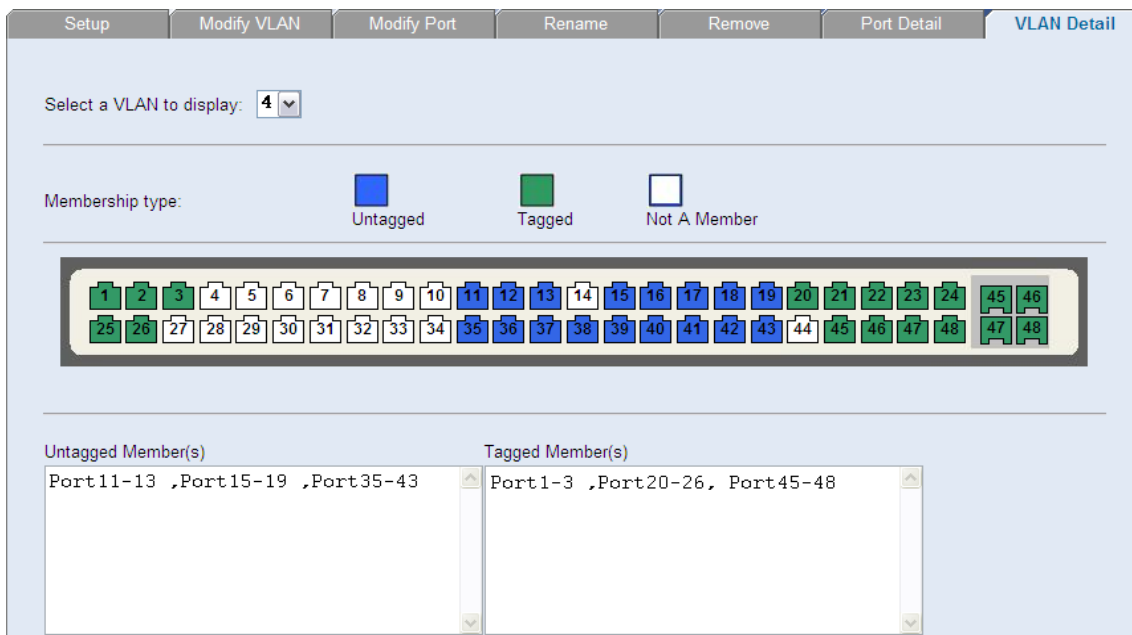 Setup Modify VLAN Modify Port Rename Remove Port Detail VLAN Detail
Select a VLAN to display: 4
Membership type:
Untagged Tagged Not A Member
1 2 3 4 5 6 7 8 9 10 11 12 13 14 15 16 17 18 19 20 21 22 23 24 45 46
25 26 27 28 29 30 31 32 33 34 35 36 37 38 39 40 41 42 43 44 45 46 47 48 47 48
Untagged Member(s) Tagged Member(s)
Port11-13 ,Port15-19 ,Port35-43 Port1-3 ,Port20-26, Port45-48